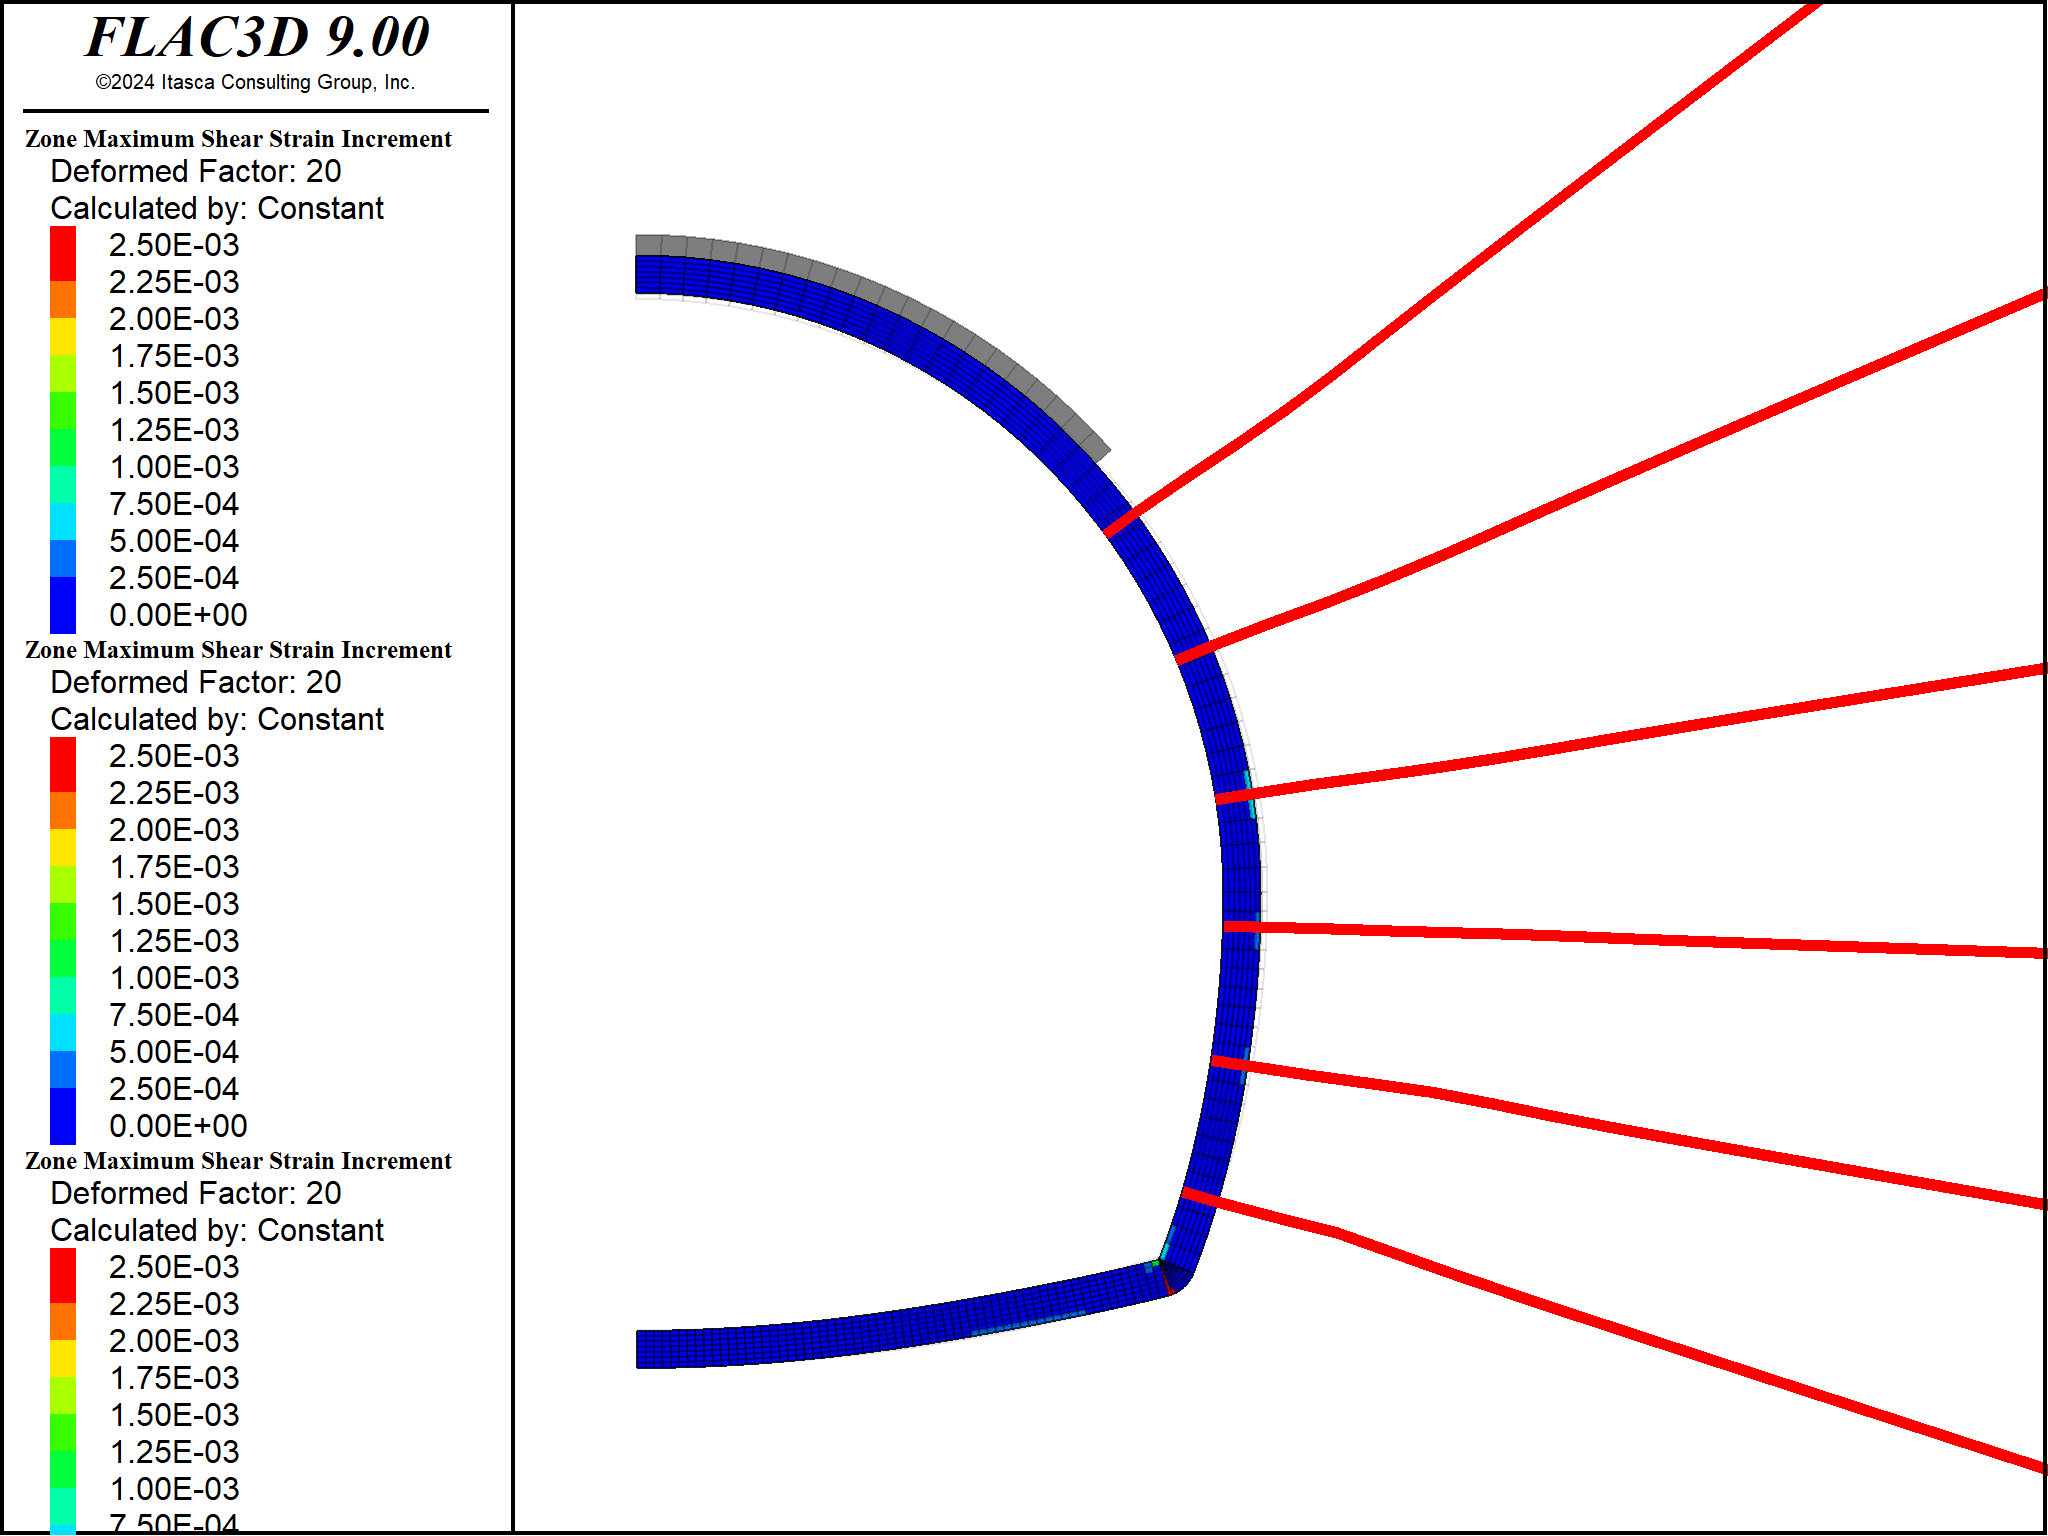 FLAC3D 9.00
©2024 Itasca Consulting Group, Inc.
Zone Maximum Shear Strain Increment
Deformed Factor: 20
Calculated by: Constant
2.50E-03
2.25E-03
2.00E-03
1.75E-03
1.50E-03
1.25E-03
1.00E-03
7.50E-04
5.00E-04
2.50E-04
0.00E+00
Zone Maximum Shear Strain Increment
Deformed Factor: 20
Calculated by: Constant
2.50E-03
2.25E-03
2.00E-03
1.75E-03
1.50E-03
1.25E-03
1.00E-03
7.50E-04
5.00E-04
2.50E-04
0.00E+00
Zone Maximum Shear Strain Increment
Deformed Factor: 20
Calculated by: Constant
2.50E-03
2.25E-03
2.00E-03
1.75E-03
1.50E-03
1.25E-03
1.00E-03
7.50E-04